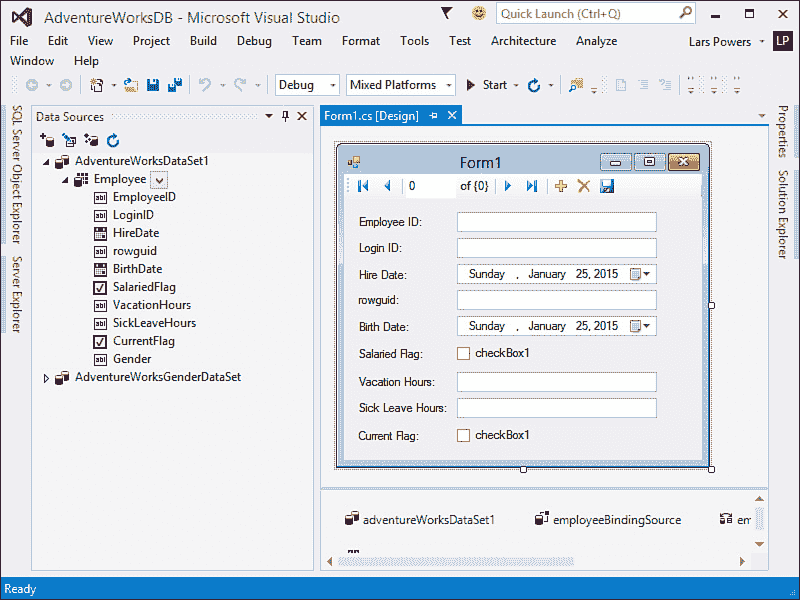 AdventureWorksDB - Microsoft Visual Studio
Quick Launch (Ctrl+Q)
File Edit View Project Build Debug Team Format Tools Test Architecture Analyze Lars Powers LP
Window Help
Debug Mixed Platforms Start
SQL Server Object Explorer
Server Explorer
Data Sources
AdventureWorksDataSet1
Employee
EmployeeID
LoginID
HireDate
rowguid
BirthDate
SalariedFlag
VacationHours
SickLeaveHours
CurrentFlag
Gender
AdventureWorksGenderDataSet
Form1.cs [Design]
Form1
0 of {0}
Employee ID:
Login ID:
Hire Date: Sunday , January 25, 2015
rowguid:
Birth Date: Sunday , January 25, 2015
Salaried Flag: checkBox1
Vacation Hours:
Sick Leave Hours:
Current Flag: checkBox1
adventureWorksDataSet1 employeeBindingSource em
Properties
Solution Explorer
Ready